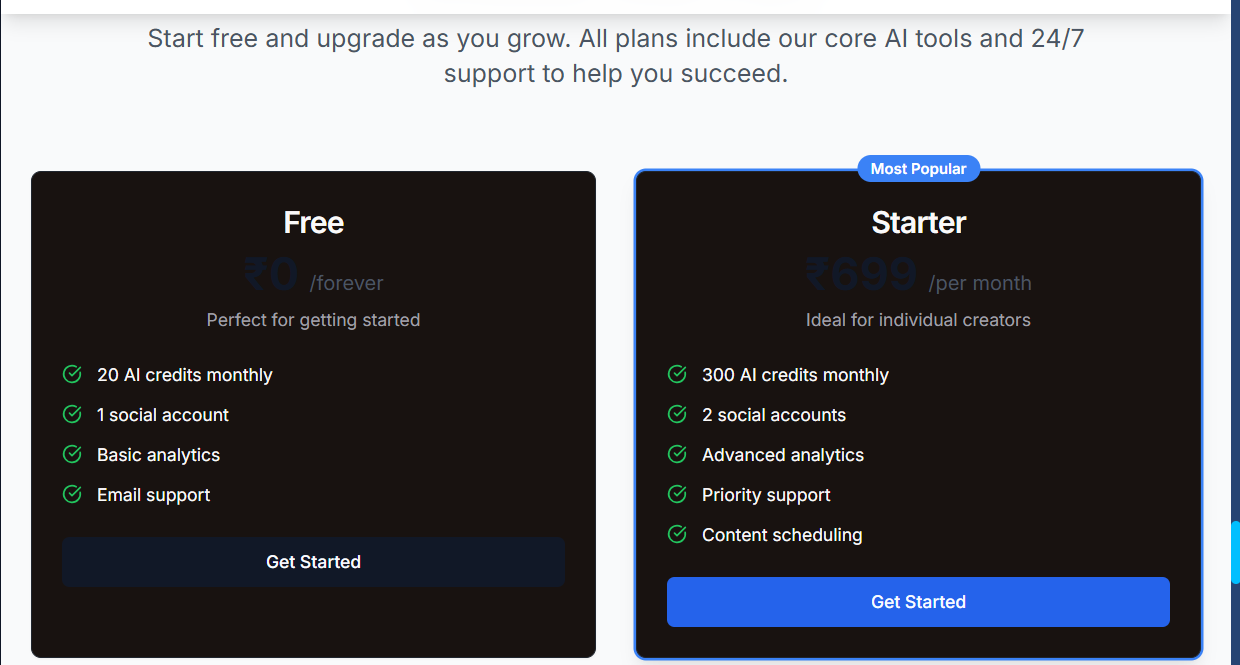 Start free and upgrade as you grow. All plans include our core AI tools and 24/7
support to help you succeed.
Free
₹0 /forever
Perfect for getting started
20 AI credits monthly
1 social account
Basic analytics
Email support
Get Started
Most Popular
Starter
₹699 /per month
Ideal for individual creators
300 AI credits monthly
2 social accounts
Advanced analytics
Priority support
Content scheduling
Get Started